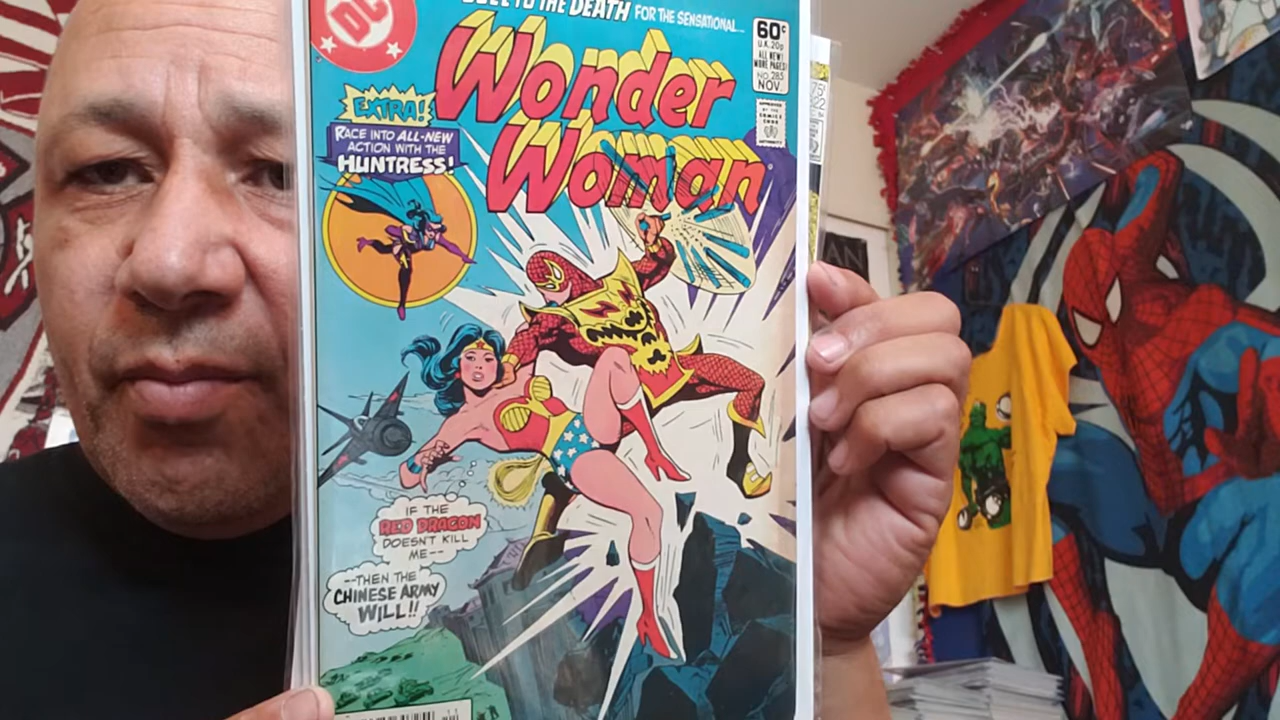 TO THE DEATH FOR THE SENSATIONAL...
DC
Wonder
Woman
60¢
U.K. 20p
ALL NEW!
MORE PAGES!
NO. 285
NOV.
APPROVED
BY THE
COMICS
CODE
AUTHORITY
EXTRA!
RACE INTO ALL-NEW
ACTION WITH THE
HUNTRESS!
IF THE
RED DRAGON
DOESN'T KILL
ME--
--THEN THE
CHINESE ARMY
WILL!!
75¢
AN